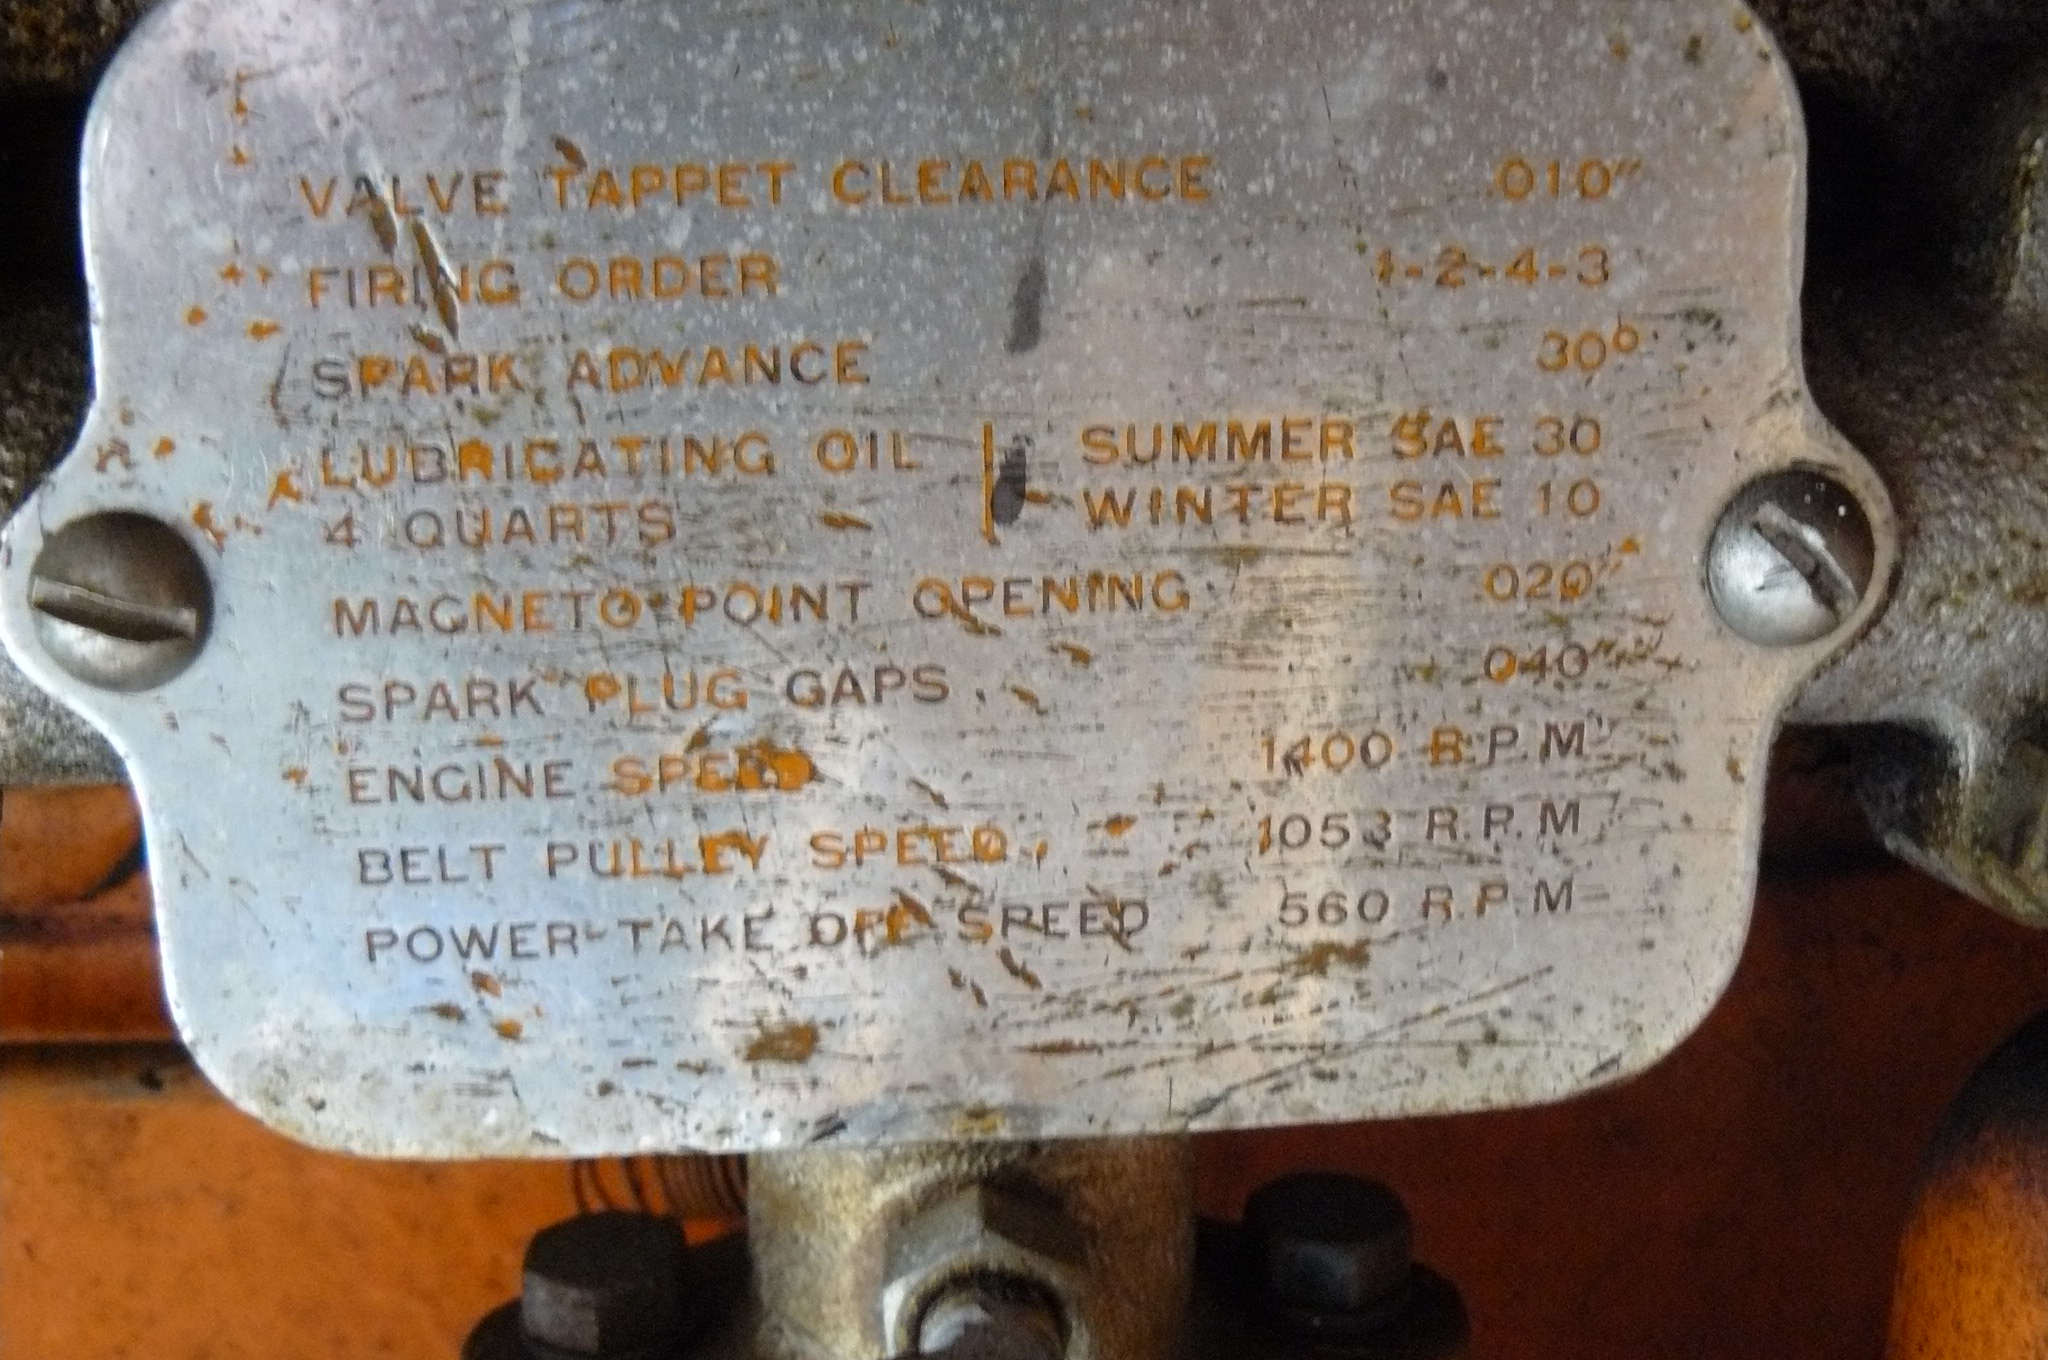 VALVE TAPPET CLEARANCE .010"
FIRING ORDER 1-2-4-3
SPARK ADVANCE 30°
LUBRICATING OIL SUMMER SAE 30
4 QUARTS WINTER SAE 10
MAGNETO POINT OPENING .020"
SPARK PLUG GAPS .040"
ENGINE SPEED 1400 R.P.M
BELT PULLEY SPEED 1053 R.P.M
POWER-TAKE OFF SPEED 560 R.P.M